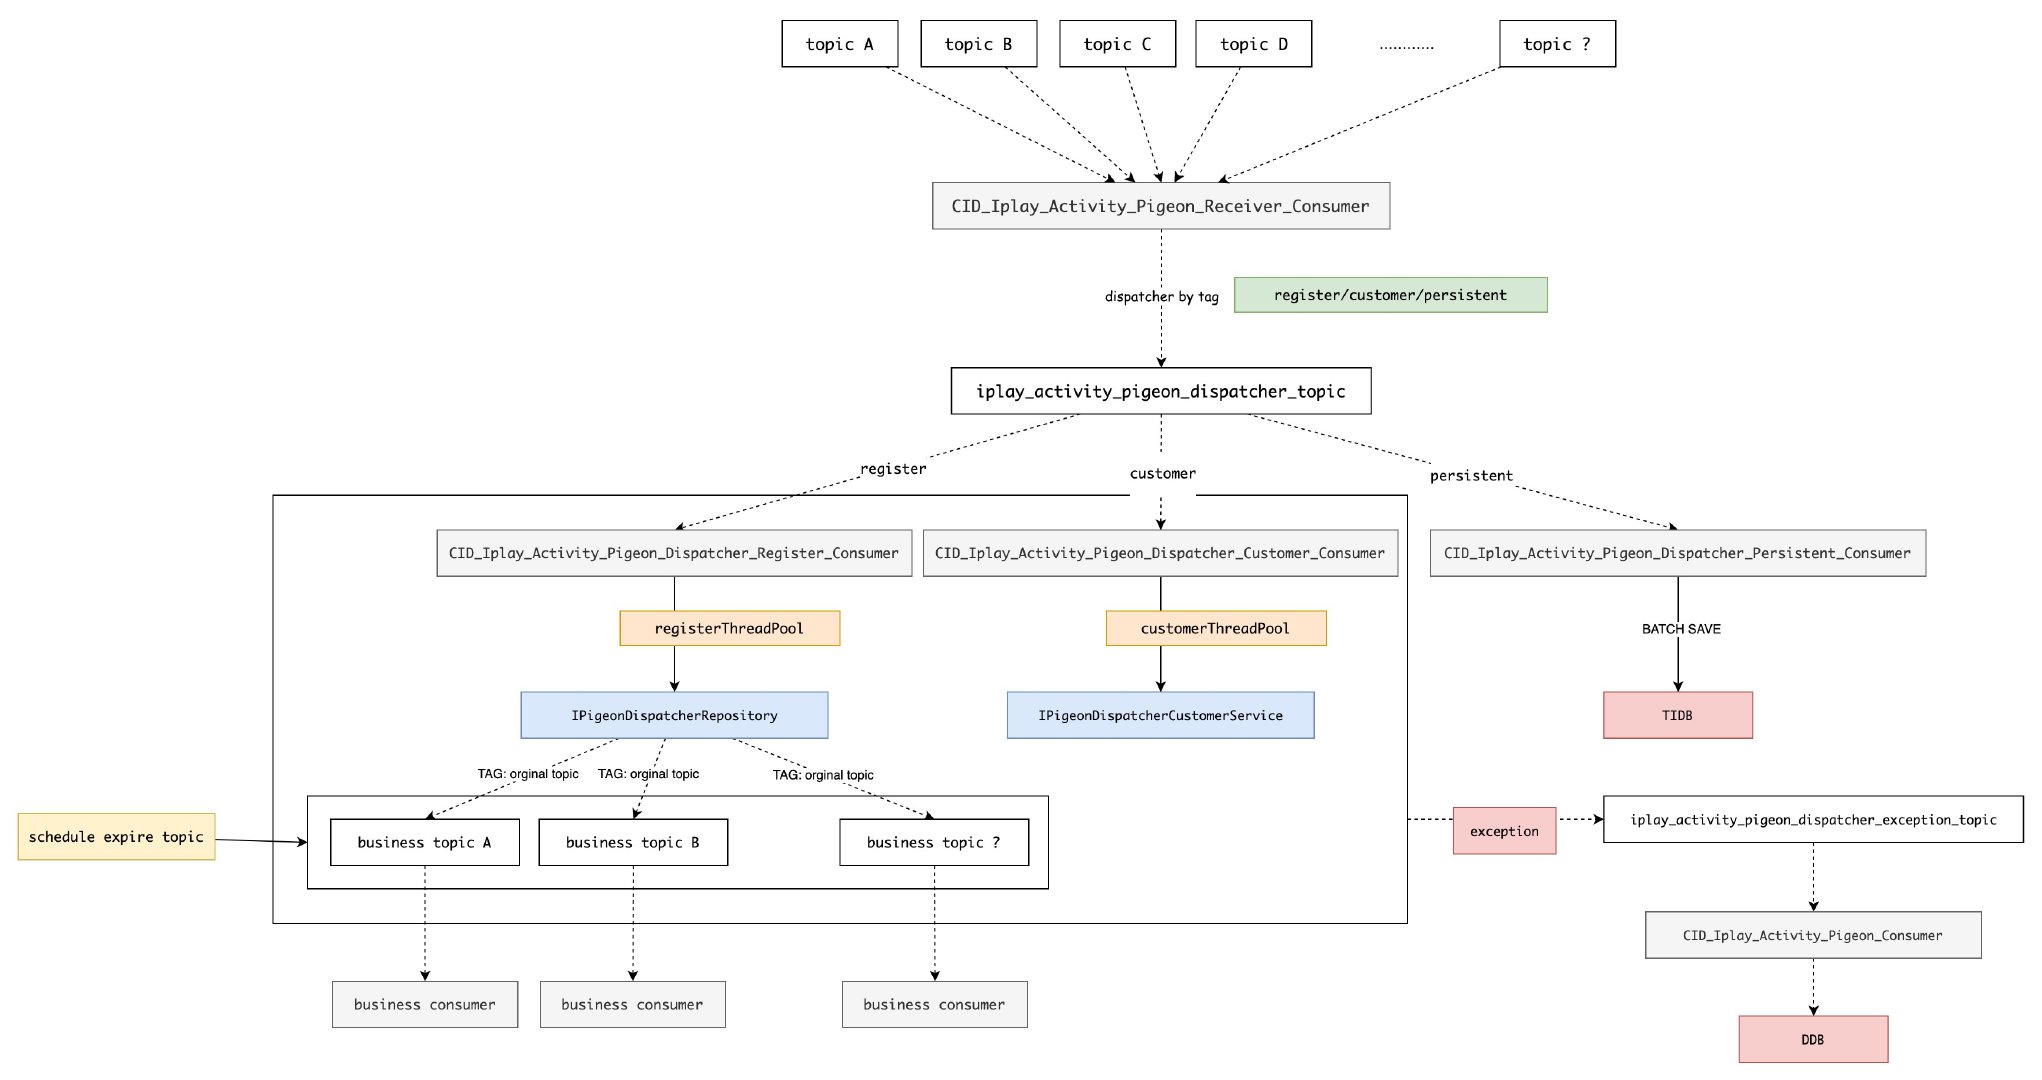 topic A
topic B
topic C
topic D
............
topic ?
CID_Iplay_Activity_Pigeon_Receiver_Consumer
dispatcher by tag
register/customer/persistent
iplay_activity_pigeon_dispatcher_topic
register
customer
persistent
CID_Iplay_Activity_Pigeon_Dispatcher_Register_Consumer
CID_Iplay_Activity_Pigeon_Dispatcher_Customer_Consumer
CID_Iplay_Activity_Pigeon_Dispatcher_Persistent_Consumer
registerThreadPool
customerThreadPool
BATCH SAVE
IPigeonDispatcherRepository
IPigeonDispatcherCustomerService
TIDB
TAG: orginal topic
TAG: orginal topic
TAG: orginal topic
schedule expire topic
business topic A
business topic B
business topic ?
exception
iplay_activity_pigeon_dispatcher_exception_topic
CID_Iplay_Activity_Pigeon_Consumer
business consumer
business consumer
business consumer
DDB